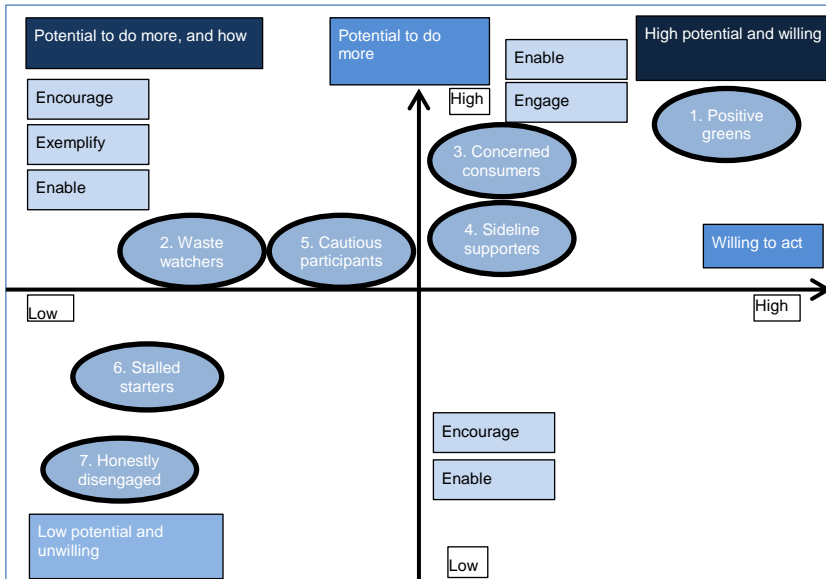 Potential to do more, and how
Potential to do
more
High potential and willing
Encourage
Exemplify
Enable
High
Enable
Engage
1. Positive
greens
3. Concerned
consumers
2. Waste
watchers
5. Cautious
participants
4. Sideline
supporters
Willing to act
Low
High
6. Stalled
starters
7. Honestly
disengaged
Encourage
Enable
Low potential and
unwilling
Low